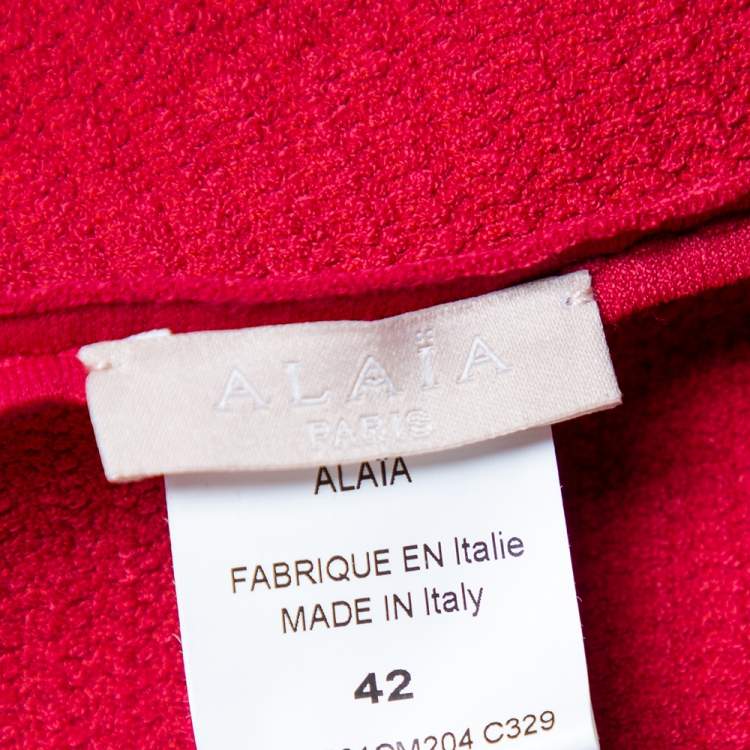 ALAÏA
PARIS
ALAÏA
FABRIQUE EN Italie
MADE IN Italy
42
C329